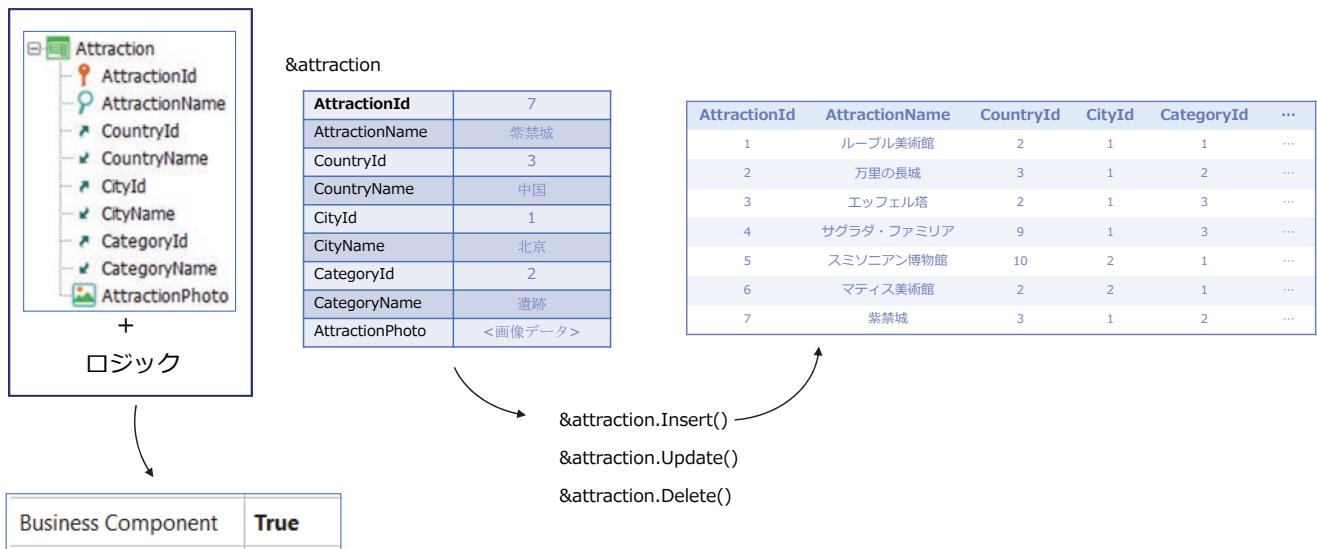 Attraction
AttractionId
AttractionName
CountryId
CountryName
CityId
CityName
CategoryId
CategoryName
AttractionPhoto
+
ロジック
Business Component True
&attraction
AttractionId 7
AttractionName 紫禁城
CountryId 3
CountryName 中国
CityId 1
CityName 北京
CategoryId 2
CategoryName 遺跡
AttractionPhoto <画像データ>
&attraction.Insert()
&attraction.Update()
&attraction.Delete()
AttractionId AttractionName CountryId CityId CategoryId …
1 ルーブル美術館 2 1 1 …
2 万里の長城 3 1 2 …
3 エッフェル塔 2 1 3 …
4 サグラダ・ファミリア 9 1 3 …
5 スミソニアン博物館 10 2 1 …
6 マティス美術館 2 2 1 …
7 紫禁城 3 1 2 …